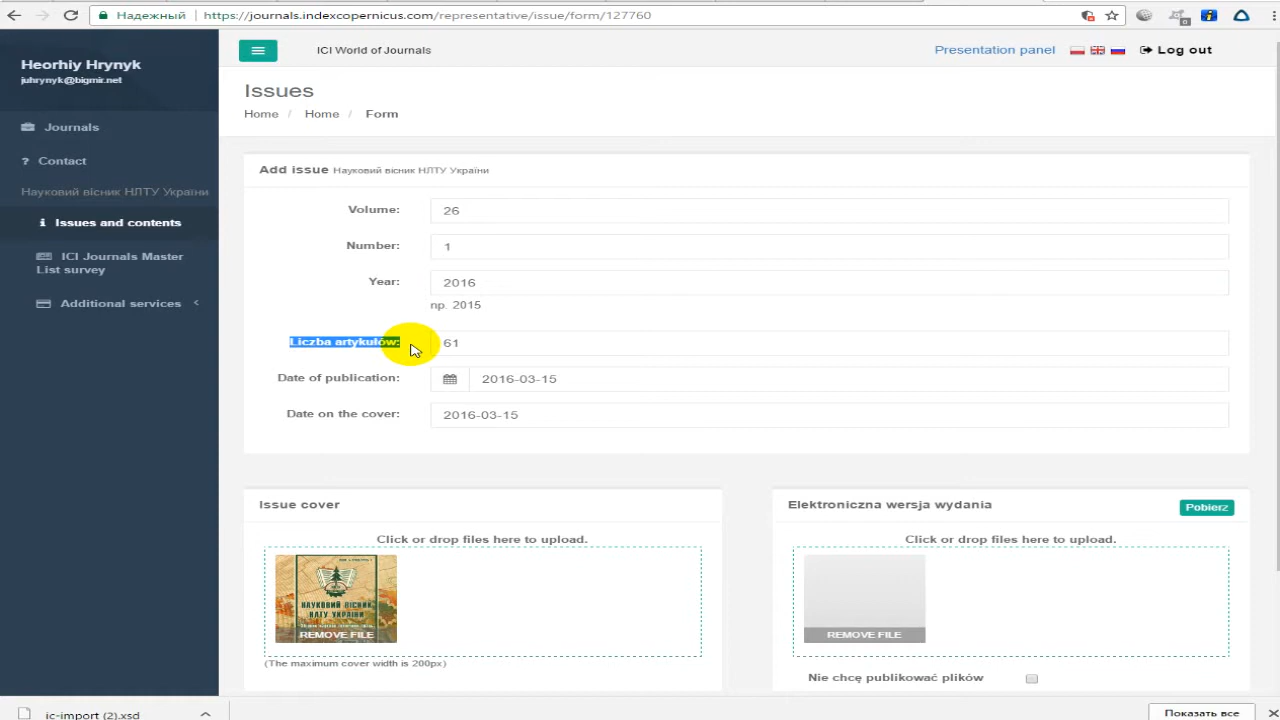 Надежный https://journals.indexcopernicus.com/representative/issue/form/127760
Heorhiy Hrynyk
juhrynyk@bigmir.net
Journals
? Contact
Науковий вісник НЛТУ України
Issues and contents
ICI Journals Master
List survey
Additional services
ICI World of Journals
Presentation panel
Log out
Issues
Home / Home / Form
Add issue Науковий вісник НЛТУ України
Volume: 26
Number: 1
Year: 2016
np. 2015
Liczba artykułów: 61
Date of publication: 2016-03-15
Date on the cover: 2016-03-15
Issue cover
Click or drop files here to upload.
НАУКОВИЙ ВІСНИК
НЛТУ УКРАЇНИ
REMOVE FILE
(The maximum cover width is 200px)
Elektroniczna wersja wydania
Pobierz
Click or drop files here to upload.
REMOVE FILE
Nie chcę publikować plików
ic-import (2).xsd
Показать все